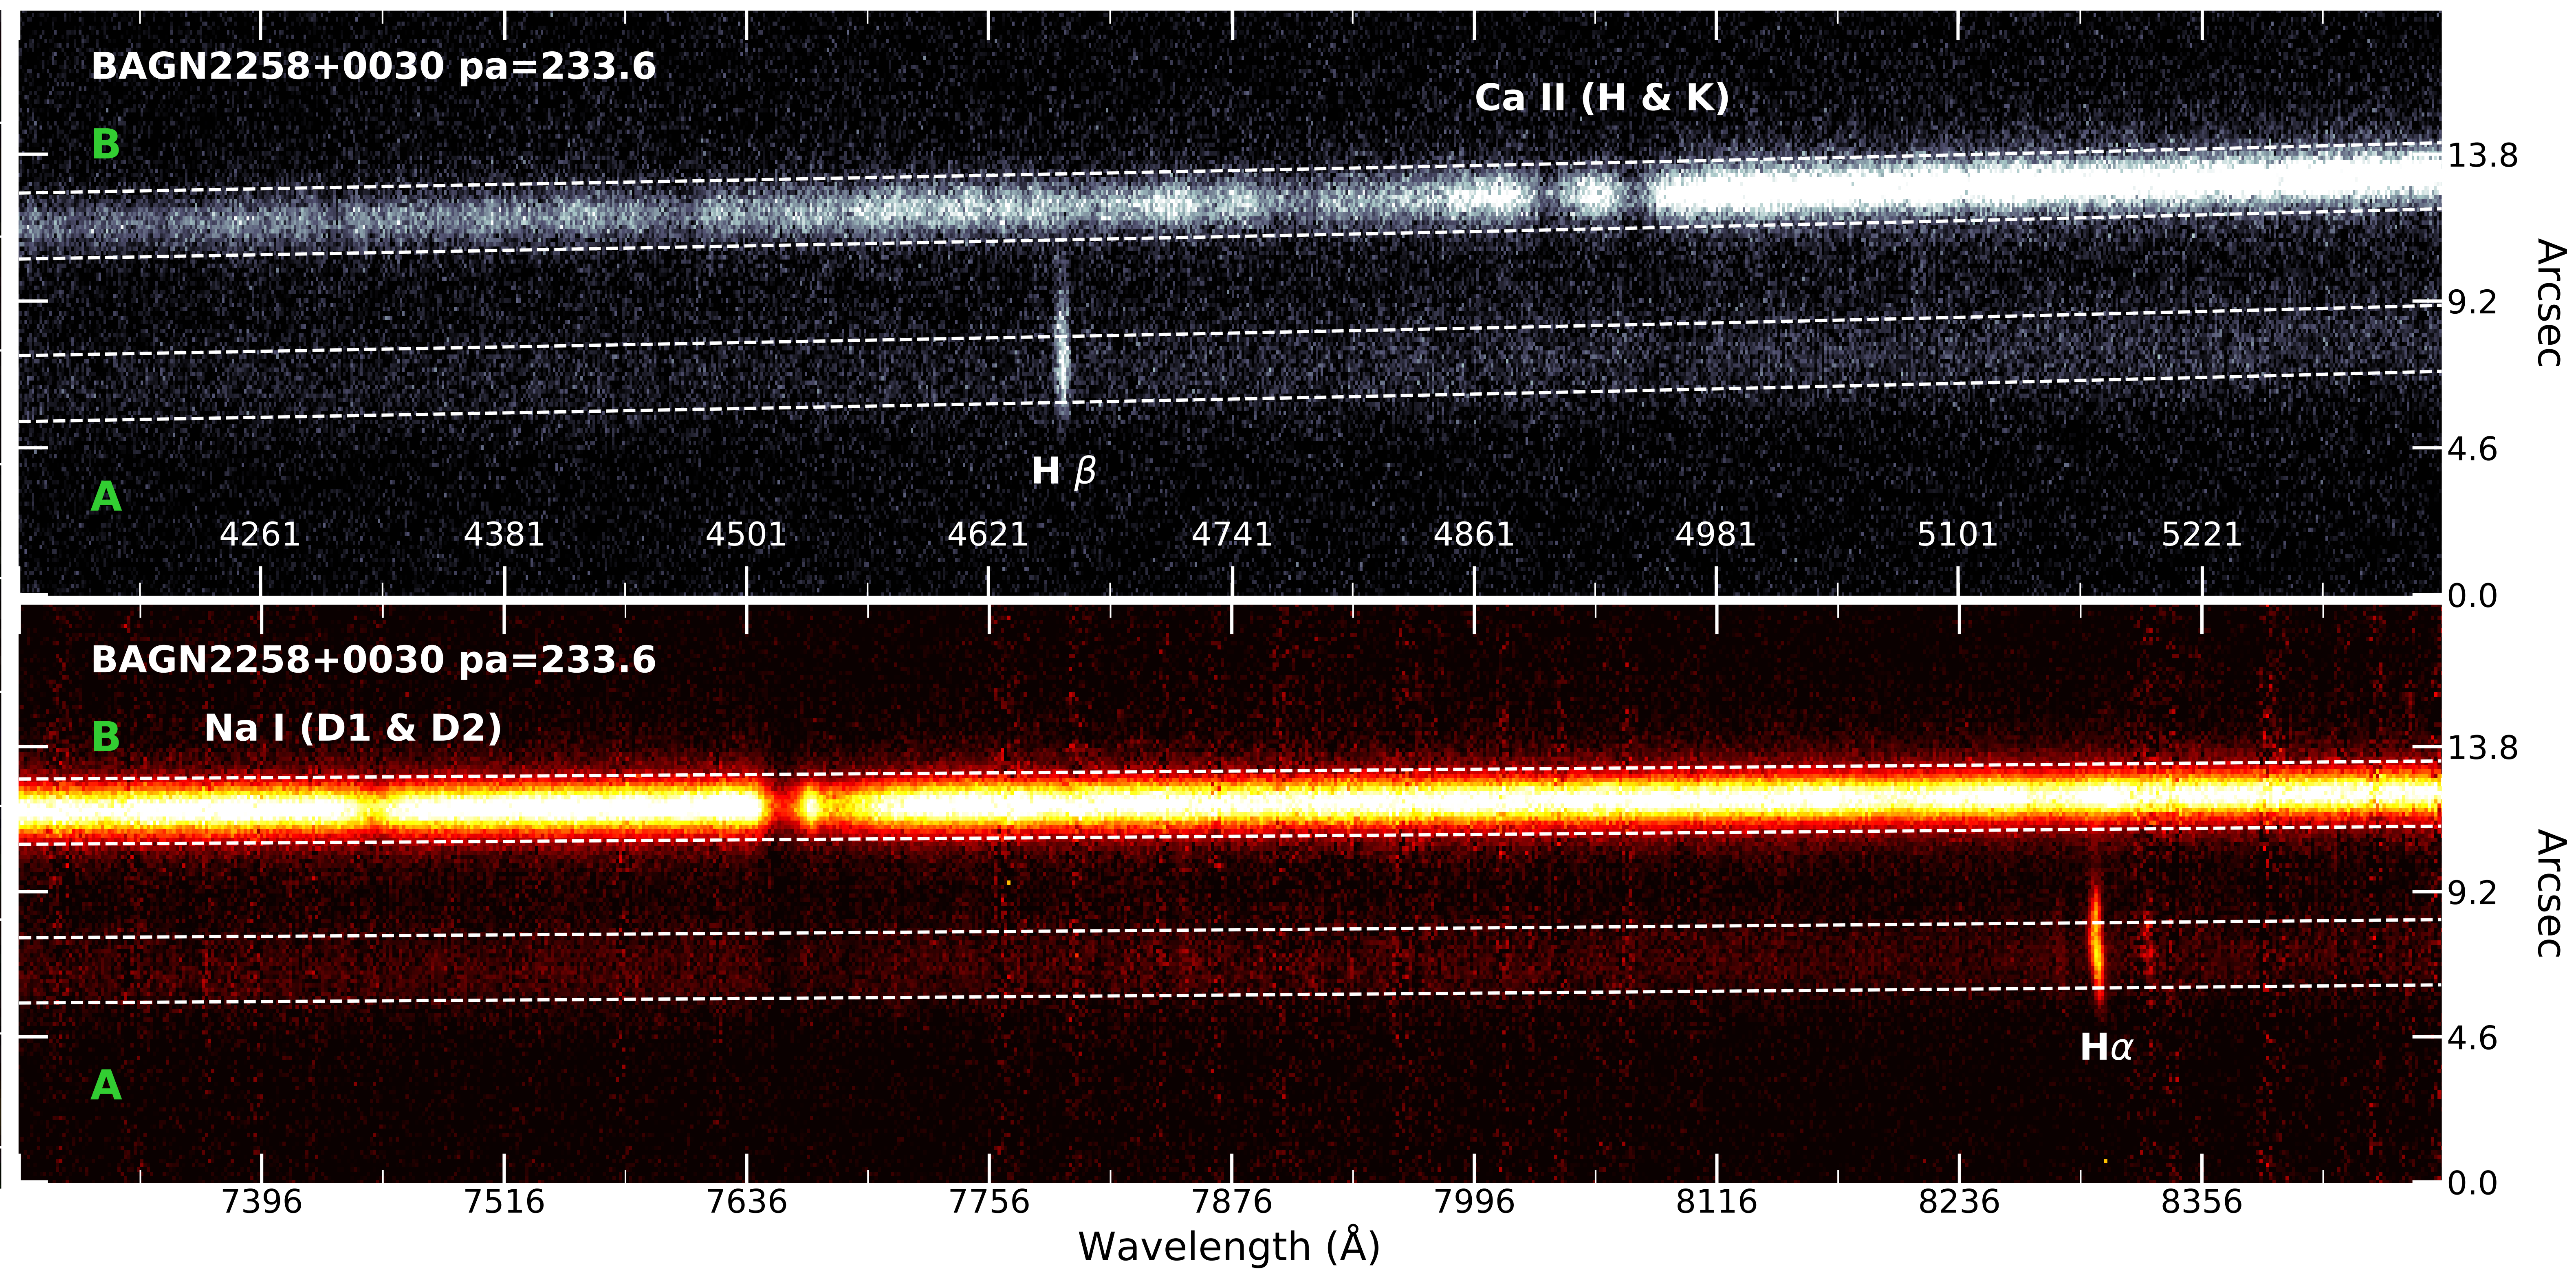 BAGN2258+0030 pa=233.6
Ca II (H & K)
B
13.8
9.2
Arcsec
4.6
H β
A
4261 4381 4501 4621 4741 4861 4981 5101 5221
0.0
BAGN2258+0030 pa=233.6
B
Na I (D1 & D2)
13.8
9.2
Arcsec
4.6
Hα
A
0.0
7396 7516 7636 7756 7876 7996 8116 8236 8356
Wavelength (Å)